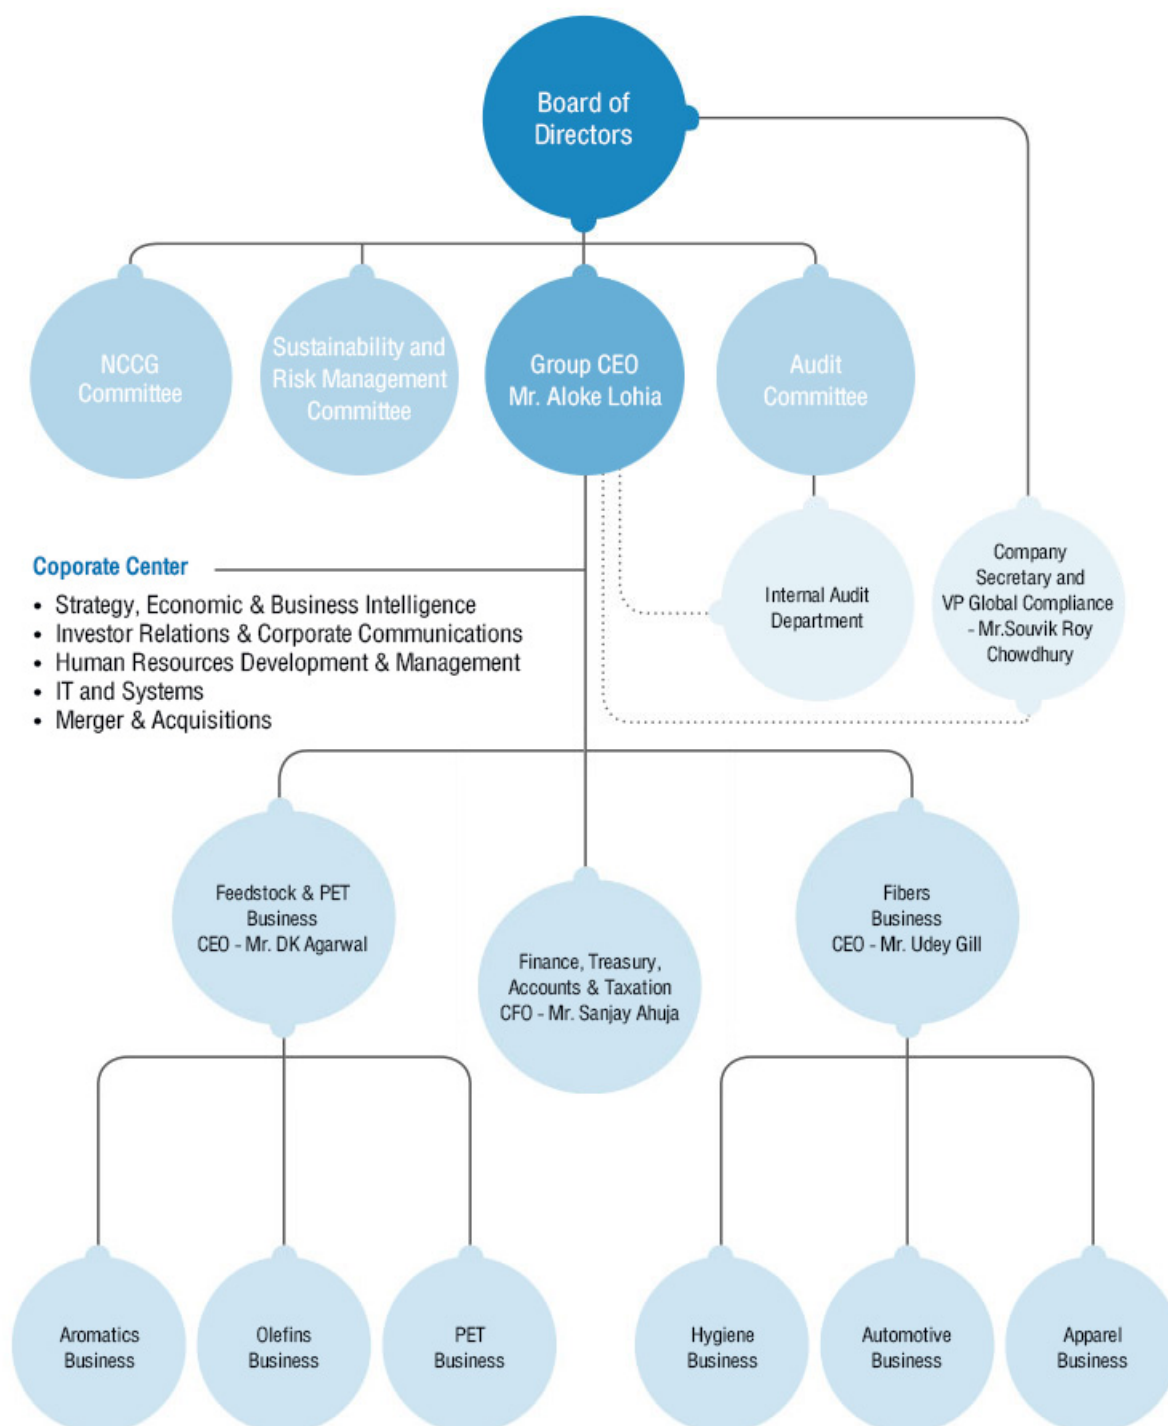 Board of
Directors
NCCG
Committee
Sustainability and
Risk Management
Committee
Group CEO
Mr. Aloke Lohia
Audit
Committee
Coporate Center
• Strategy, Economic & Business Intelligence
• Investor Relations & Corporate Communications
• Human Resources Development & Management
• IT and Systems
• Merger & Acquisitions
Internal Audit
Department
Company
Secretary and
VP Global Compliance
- Mr.Souvik Roy
Chowdhury
Feedstock & PET
Business
CEO - Mr. DK Agarwal
Finance, Treasury,
Accounts & Taxation
CFO - Mr. Sanjay Ahuja
Fibers
Business
CEO - Mr. Udey Gill
Aromatics
Business
Olefins
Business
PET
Business
Hygiene
Business
Automotive
Business
Apparel
Business